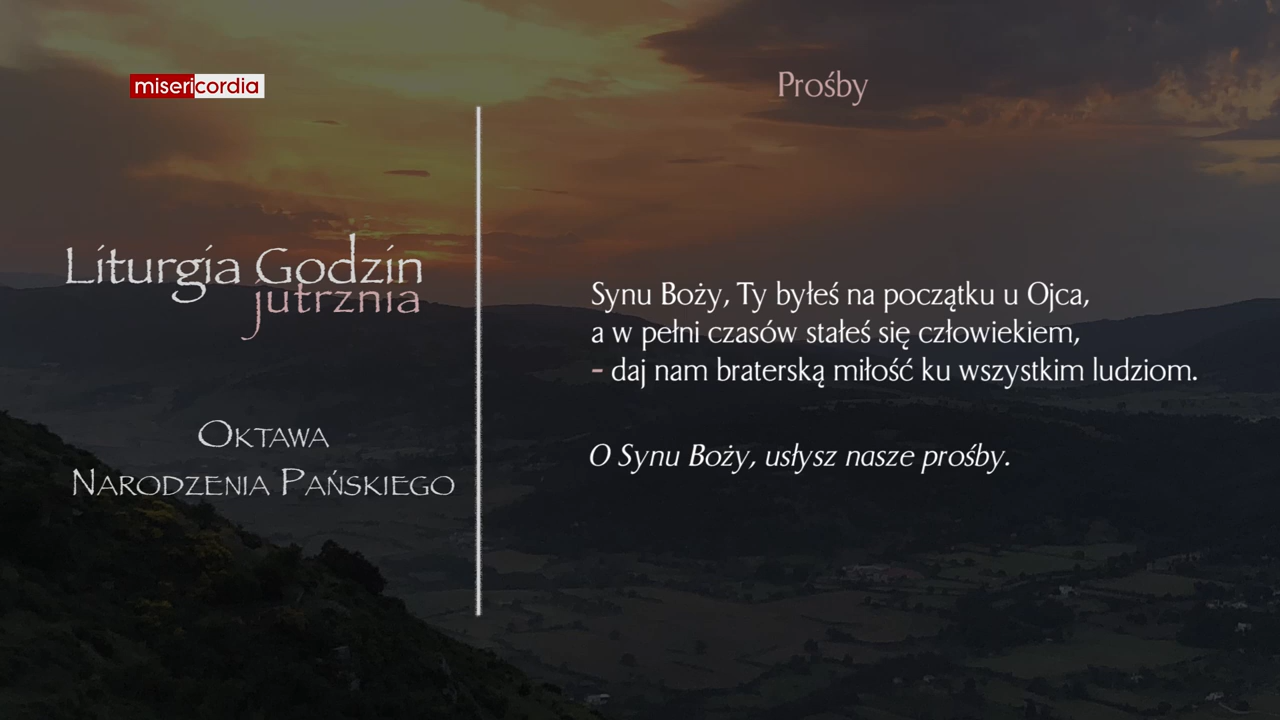 misericordia
Liturgia Godzin
jutrznia
Oktawa
Narodzenia Pańskiego
Prośby
Synu Boży, Ty byłeś na początku u Ojca,
a w pełni czasów stałeś się człowiekiem,
- daj nam braterską miłość ku wszystkim ludziom.
O Synu Boży, usłysz nasze prośby.